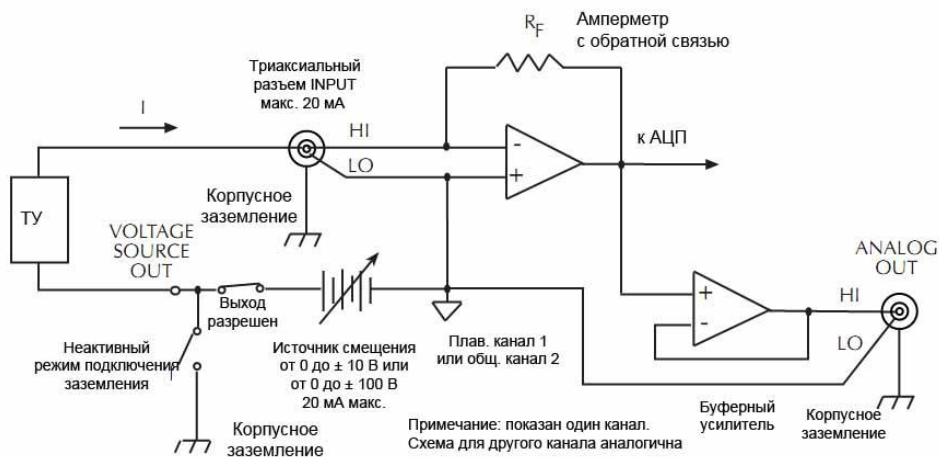 R_F
Амперметр
с обратной связью
Триаксиальный
разъем INPUT
макс. 20 мА
I
HI
LO
-
+
к АЦП
Корпусное
заземление
ТУ
VOLTAGE
SOURCE
OUT
Выход
разрешен
Неактивный
режим подключения
заземления
Источник смещения
от 0 до ± 10 В или
от 0 до ± 100 В
20 мА макс.
Плав. канал 1
или общ. канал 2
+
-
ANALOG
OUT
HI
LO
Буферный
усилитель
Корпусное
заземление
Корпусное
заземление
Примечание: показан один канал.
Схема для другого канала аналогична